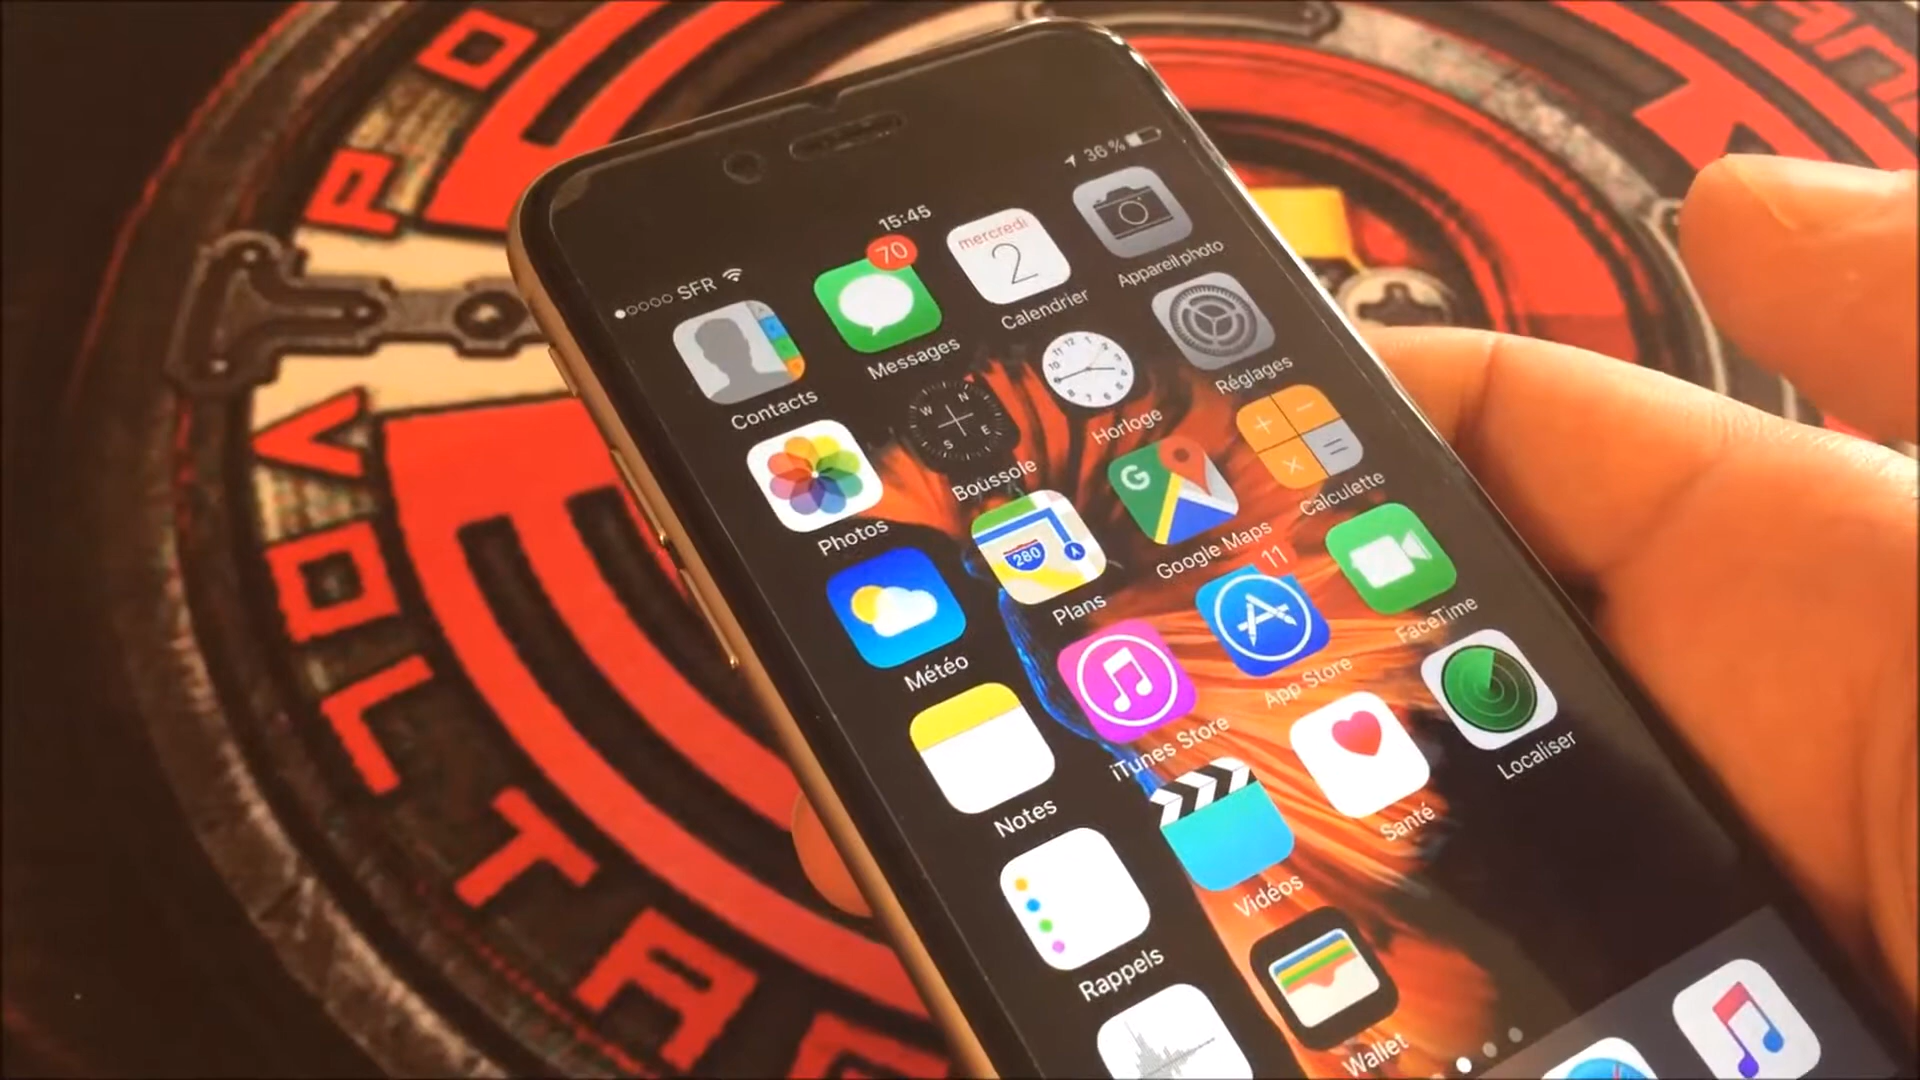 SFR
15:45
36 %
Contacts
70
Messages
mercredi
2
Calendrier
Appareil photo
Photos
W N
S E
Boussole
Horloge
Réglages
Météo
280
Plans
G
Google Maps
Calculette
Notes
iTunes Store
11
App Store
FaceTime
Rappels
Vidéos
Santé
Localiser
Wallet
VOLTA